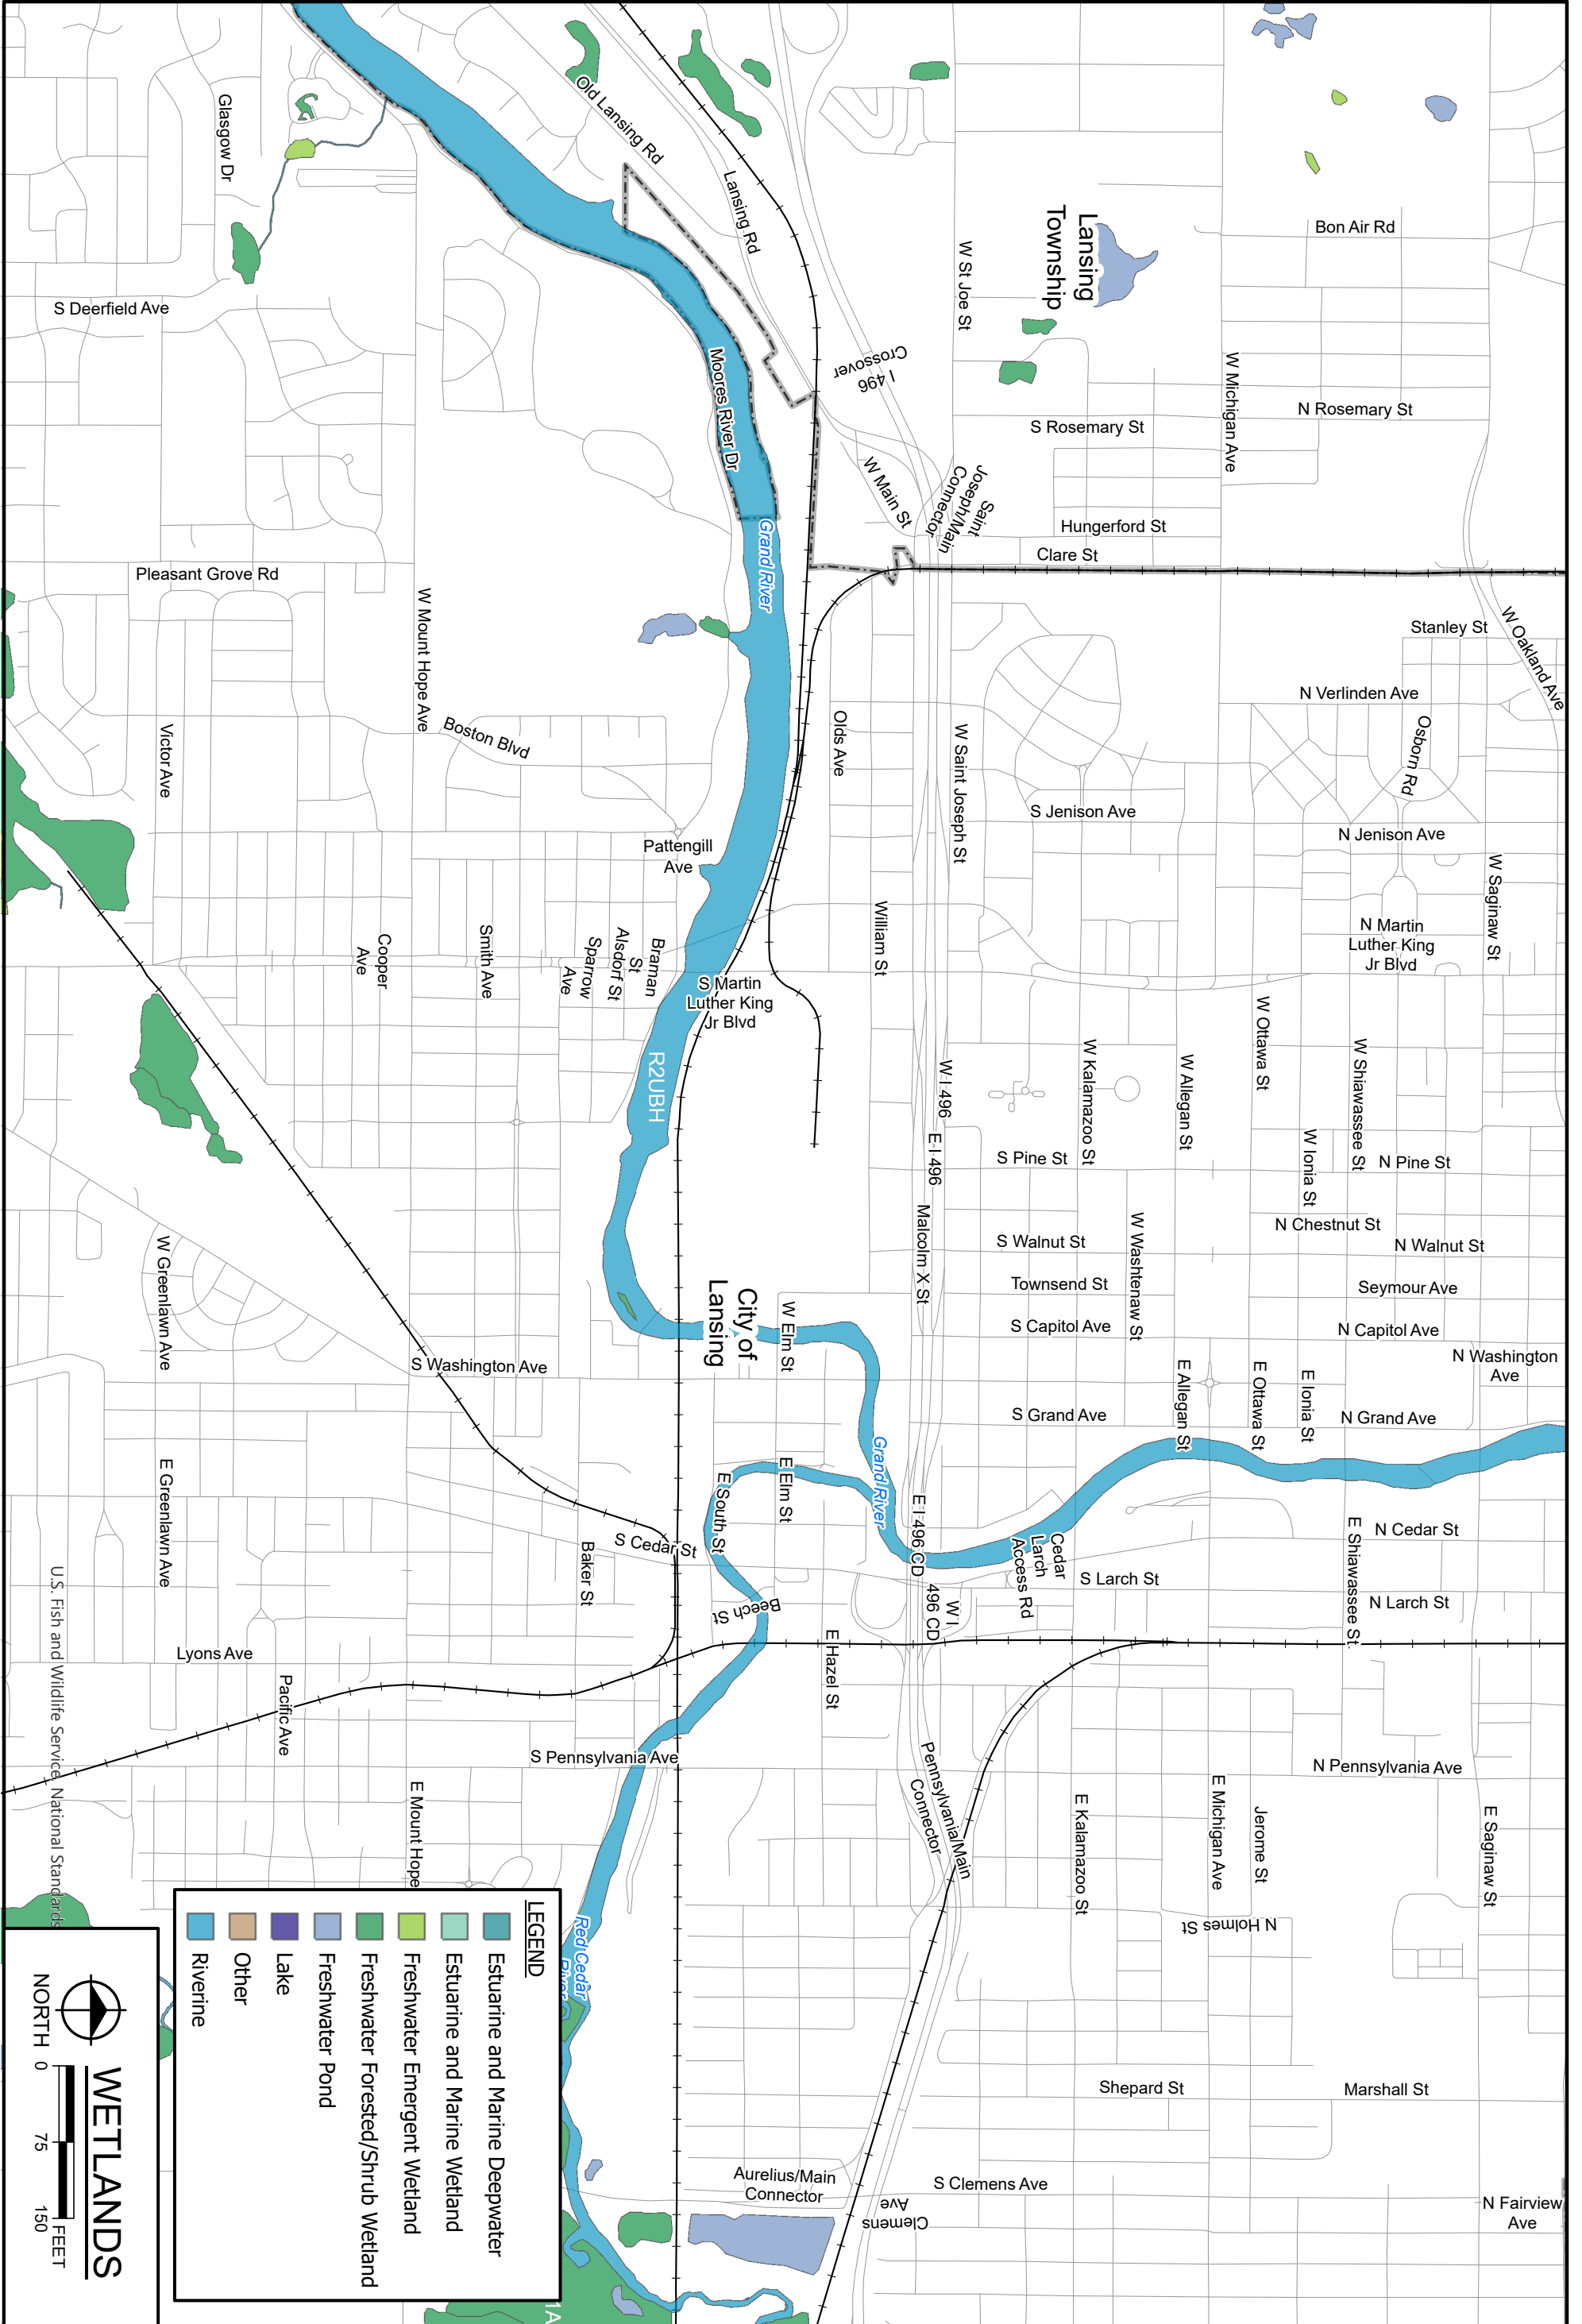 Glasgow Dr
Old Lansing Rd
Lansing Rd
Lansing
Township
W St Joe St
Bon Air Rd
S Deerfield Ave
Moores River Dr
I 496
Crossover
W Michigan Ave
N Rosemary St
S Rosemary St
W Main St
Saint
Joseph/Main
Connector
Hungerford St
Clare St
Grand River
Pleasant Grove Rd
W Mount Hope Ave
Stanley St
W Oakland Ave
N Verlinden Ave
Osborn Rd
Victor Ave
Boston Blvd
Olds Ave
W Saint Joseph St
S Jenison Ave
N Jenison Ave
Pattengill
Ave
W Saginaw St
William St
N Martin
Luther King
Jr Blvd
Cooper
Ave
Smith Ave
Sparrow
Ave
Alsdorf St
Braman
St
S Martin
Luther King
Jr Blvd
R2UBH
W I 496
E I 496
W Kalamazoo St
W Allegan St
W Ottawa St
W Ionia St
W Shiawassee St
S Pine St
N Pine St
N Chestnut St
S Walnut St
N Walnut St
W Washtenaw St
Malcolm X St
Townsend St
Seymour Ave
S Capitol Ave
N Capitol Ave
City of
Lansing
W Elm St
W Greenlawn Ave
S Washington Ave
N Washington
Ave
E Allegan St
E Ottawa St
E Ionia St
S Grand Ave
N Grand Ave
Grand River
E Elm St
E South St
E Greenlawn Ave
S Cedar St
Baker St
E I 496 CD
W I
496 CD
Cedar
Larch
Access Rd
N Cedar St
S Larch St
N Larch St
E Shiawassee St
Beech St
E Hazel St
Lyons Ave
Pacific Ave
S Pennsylvania Ave
N Pennsylvania Ave
Pennsylvania/Main
Connector
E Mount Hope
E Kalamazoo St
E Michigan Ave
Jerome St
E Saginaw St
N Holmes St
Red Cedar
River
Shepard St
Marshall St
Aurelius/Main
Connector
S Clemens Ave
Clemens
Ave
N Fairview
Ave
U.S. Fish and Wildlife Service, National Standards
LEGEND
Estuarine and Marine Deepwater
Estuarine and Marine Wetland
Freshwater Emergent Wetland
Freshwater Forested/Shrub Wetland
Freshwater Pond
Lake
Other
Riverine
WETLANDS
NORTH
0 75 150
FEET